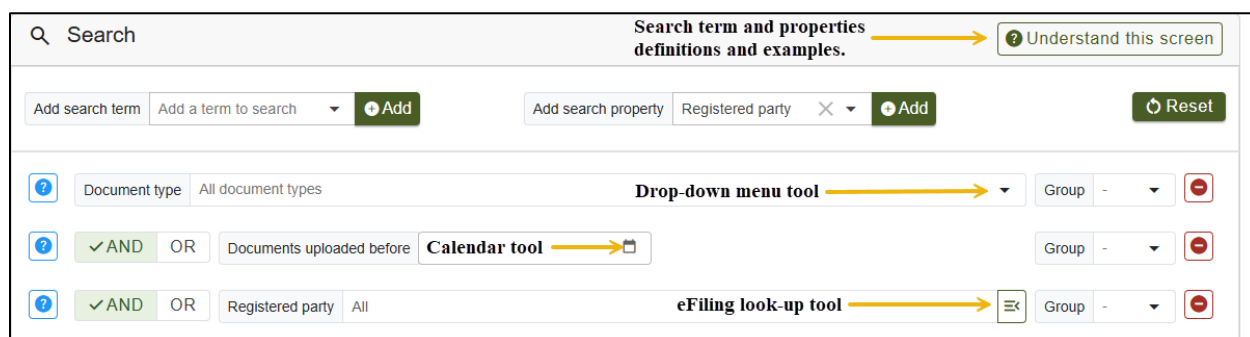 Search
Search term and properties
definitions and examples.
Understand this screen
Add search term Add a term to search Add
Add search property Registered party Add
Reset
Document type All document types
Drop-down menu tool
Group -
AND OR Documents uploaded before
Calendar tool
Group -
AND OR Registered party All
eFiling look-up tool
Group -